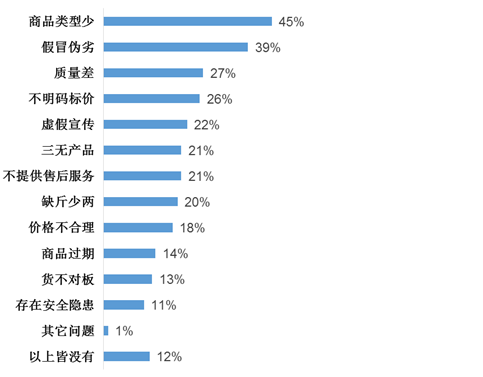 商品类型少 45%
假冒伪劣 39%
质量差 27%
不明码标价 26%
虚假宣传 22%
三无产品 21%
不提供售后服务 21%
缺斤少两 20%
价格不合理 18%
商品过期 14%
货不对板 13%
存在安全隐患 11%
其它问题 1%
以上皆没有 12%